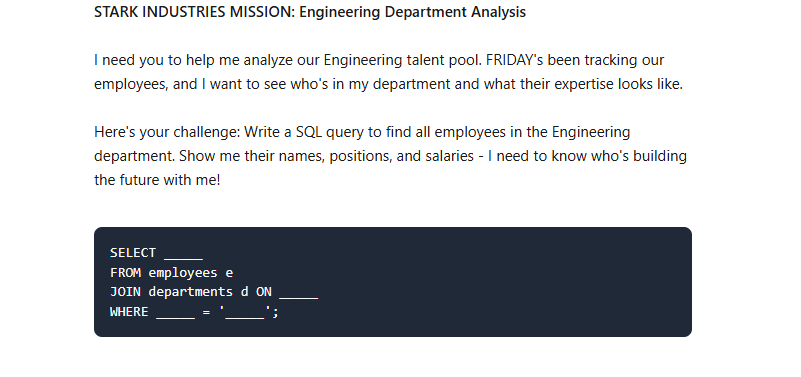 STARK INDUSTRIES MISSION: Engineering Department Analysis
I need you to help me analyze our Engineering talent pool. FRIDAY's been tracking our
employees, and I want to see who's in my department and what their expertise looks like.
Here's your challenge: Write a SQL query to find all employees in the Engineering
department. Show me their names, positions, and salaries - I need to know who's building
the future with me!
SELECT _____
FROM employees e
JOIN departments d ON _____
WHERE _____ = '_____';